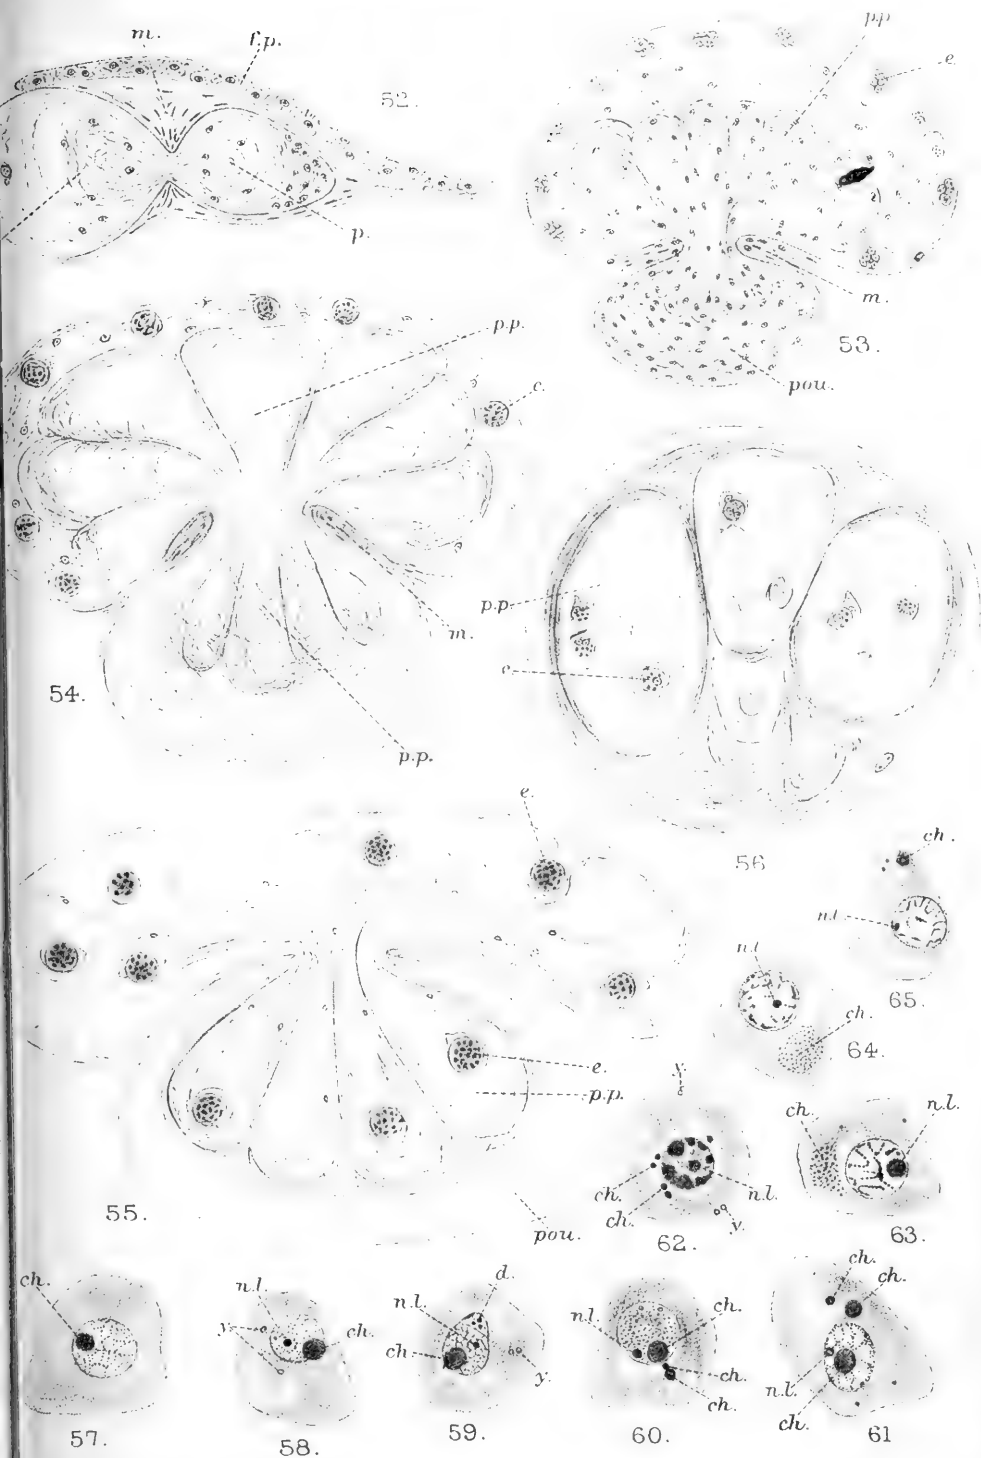 m.
f.p.
52.
p.
p.p
e.
m.
53.
pou.
p.p.
c.
m.
54.
p.p.
p.p.
e.
56
e.
e.
p.p.
55.
pou.
ch.
n.l.
65.
n.l
ch.
64.
y.
ch.
ch.
n.l.
y.
62.
ch.
n.l.
63.
ch.
57.
n.l.
y.
ch.
58.
d.
n.l.
ch
y.
59.
n.l.
ch.
ch.
ch.
60.
ch.
ch.
n.l.
ch.
61